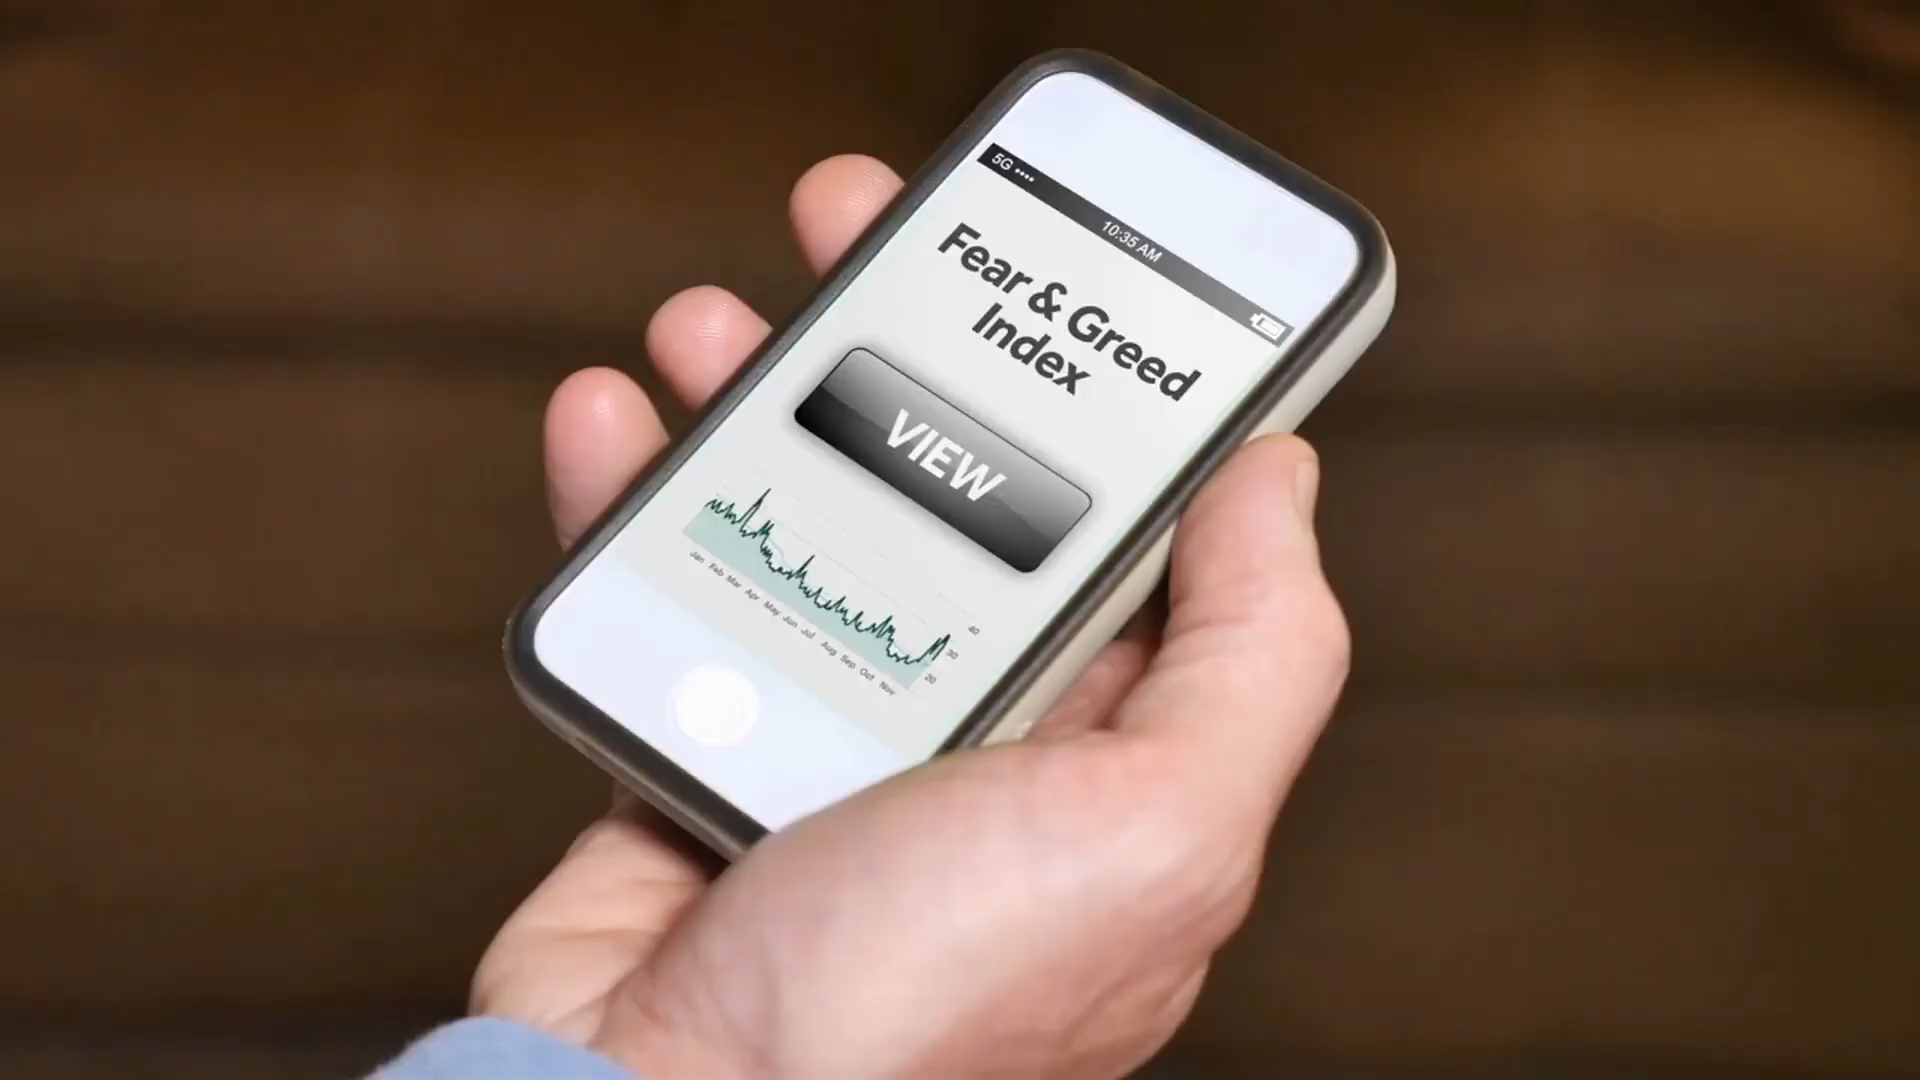 5G ••••
10:35 AM
Fear & Greed
Index
VIEW
40
30
20
Jan Feb Mar Apr May Jun Jul Aug Sep Oct Nov